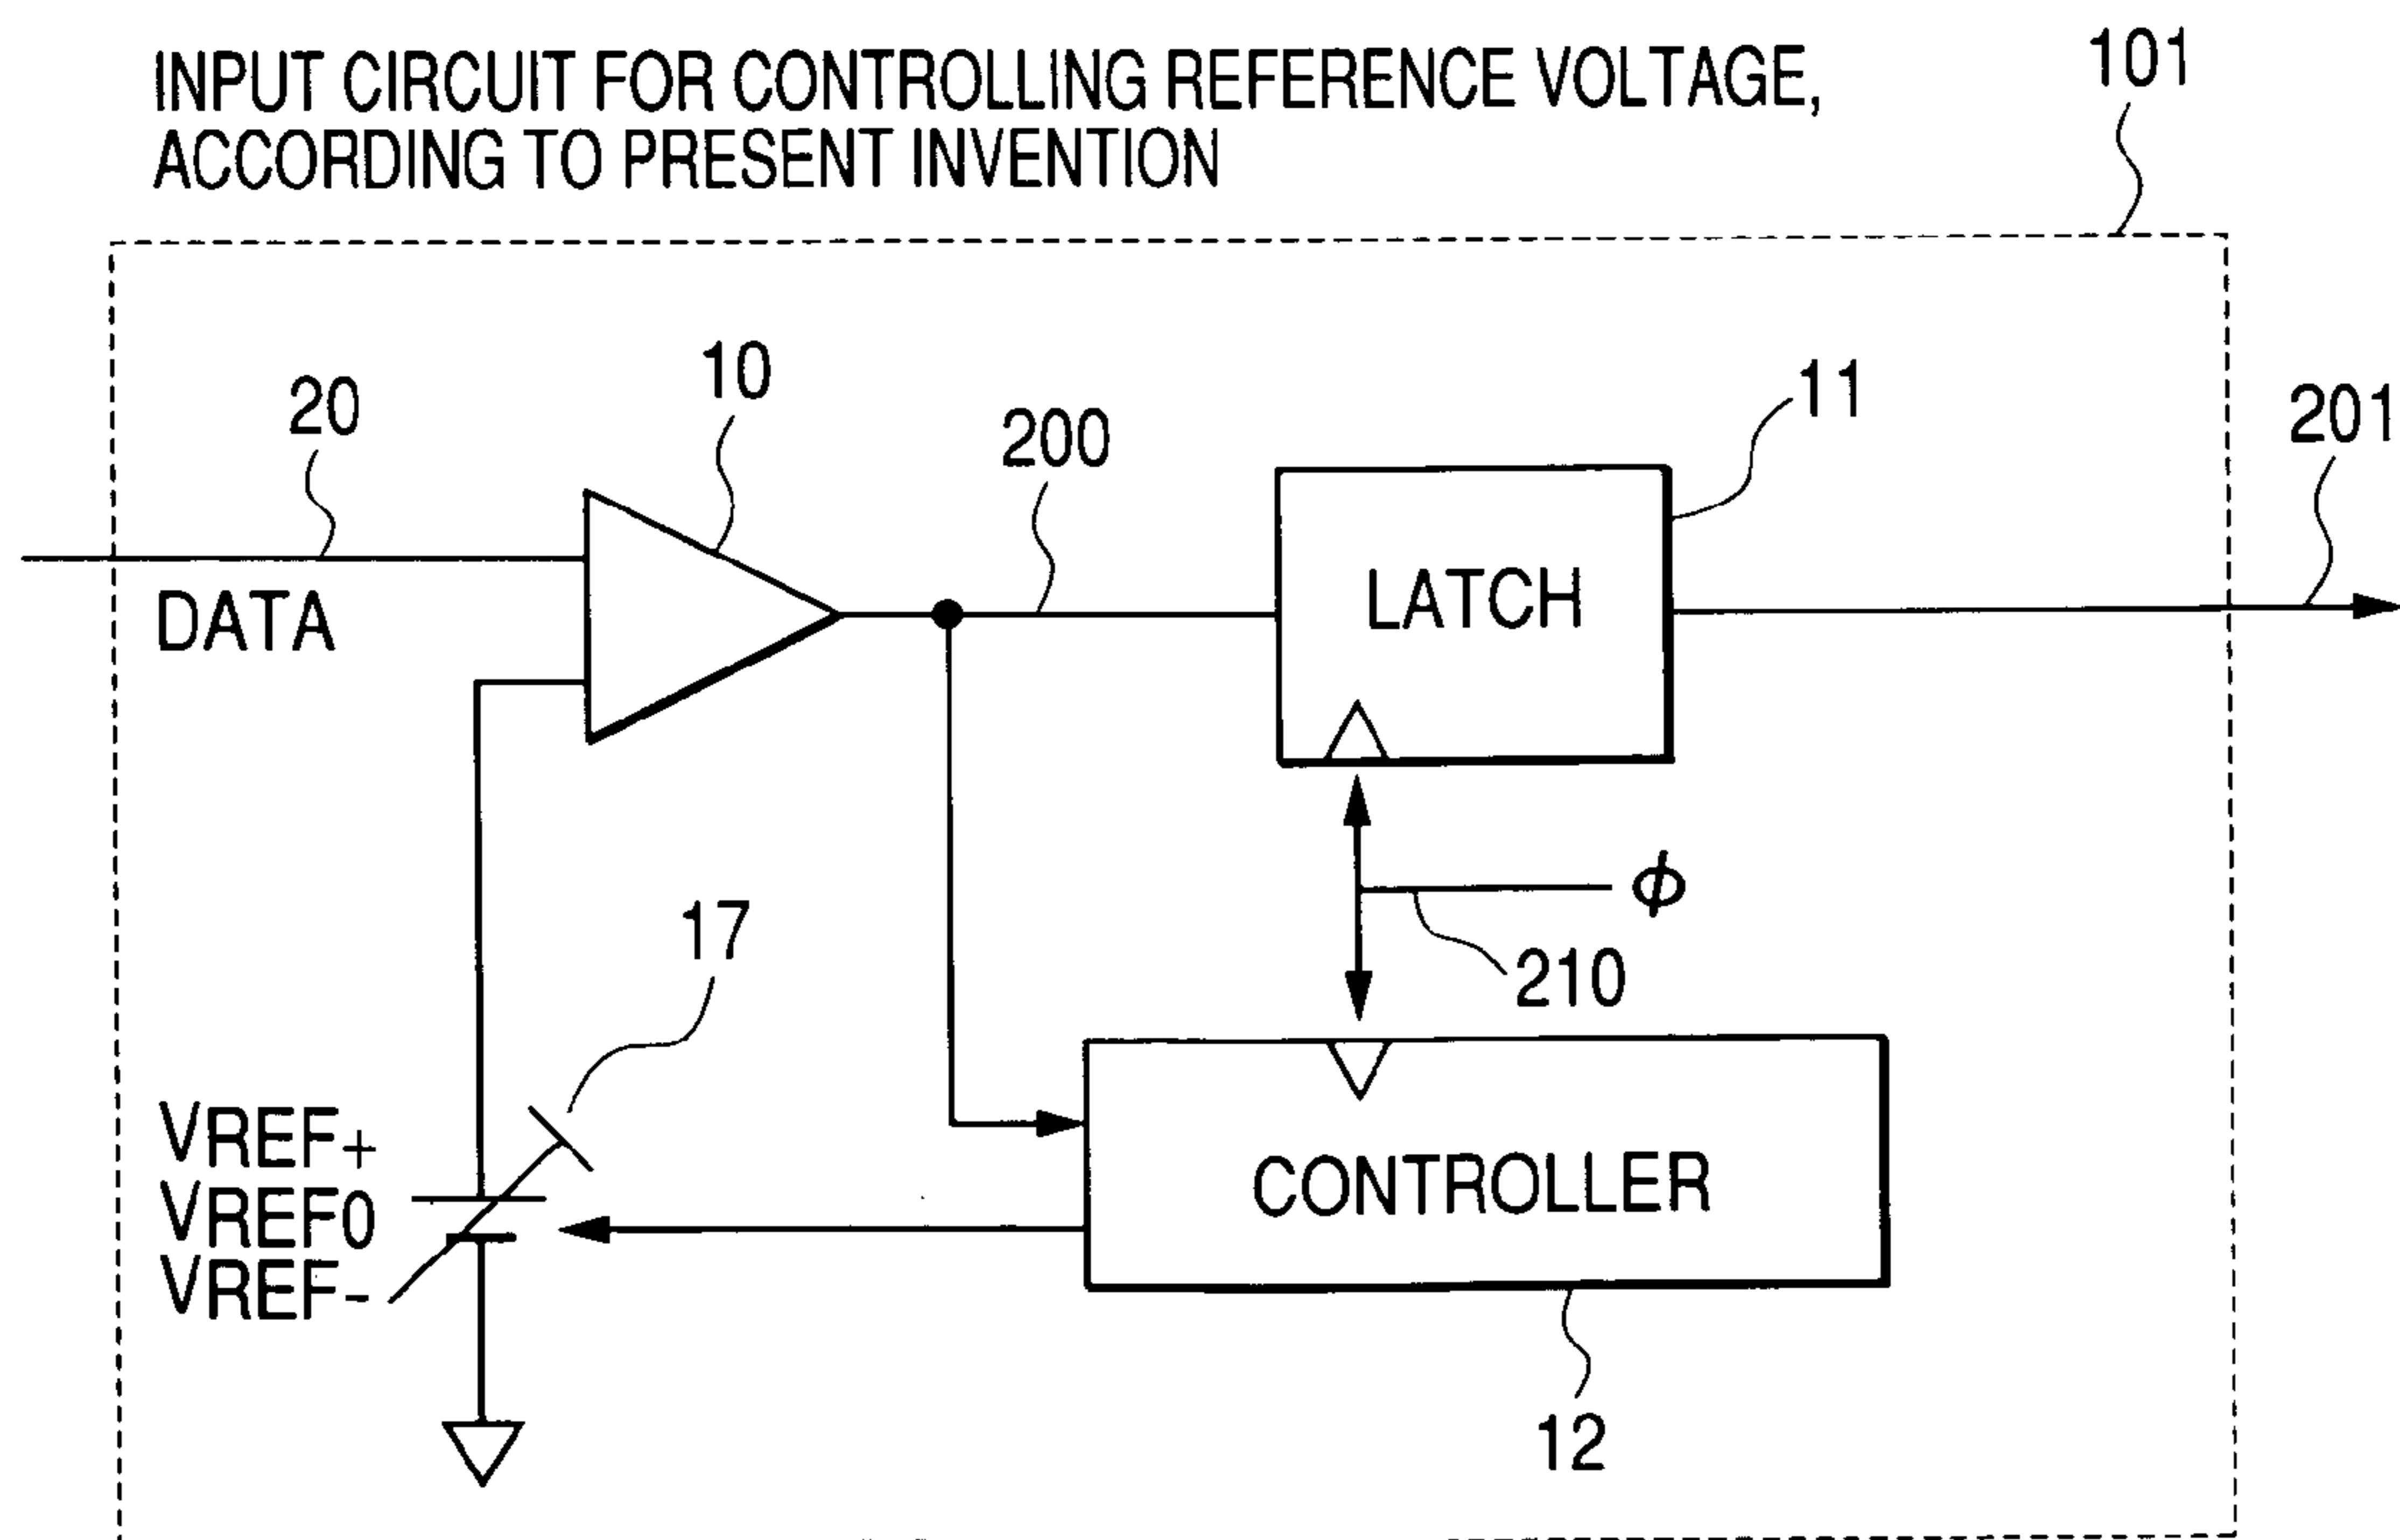 INPUT CIRCUIT FOR CONTROLLING REFERENCE VOLTAGE,
ACCORDING TO PRESENT INVENTION
101
20
10
200
11
201
DATA
LATCH
ϕ
210
17
VREF+
VREF0
VREF-
CONTROLLER
12